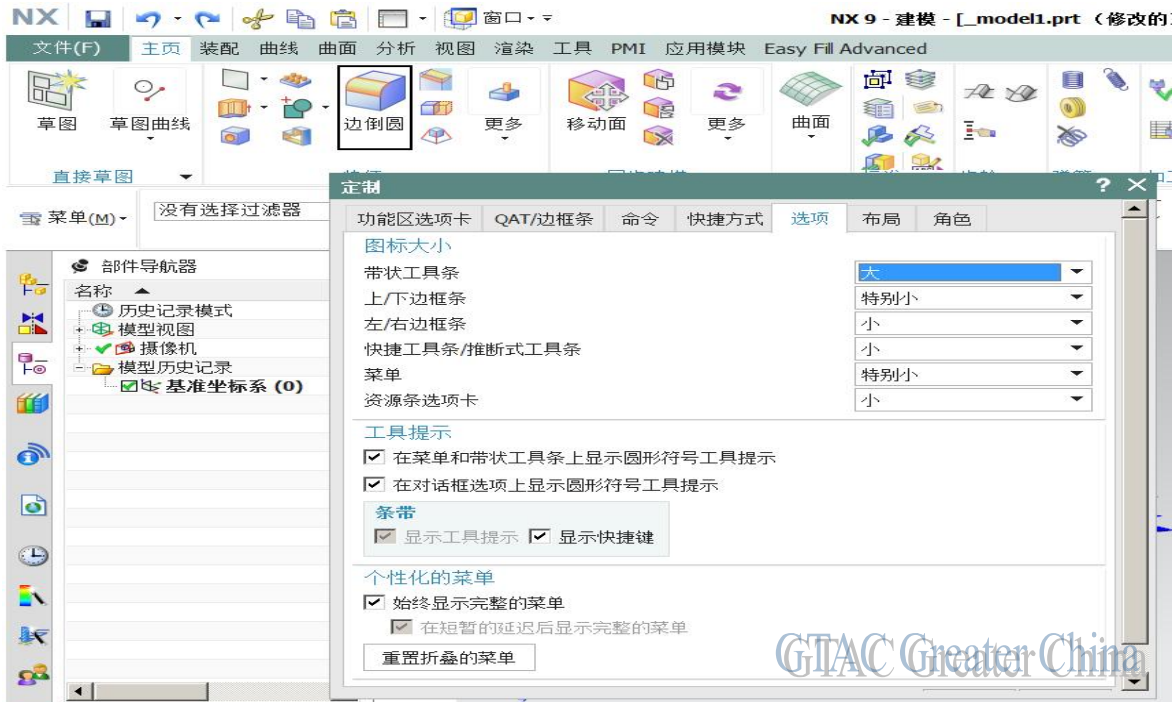 NX 窗口 NX 9 - 建模 - [_model1.prt （修改的
文件(F) 主页 装配 曲线 曲面 分析 视图 渲染 工具 PMI 应用模块 Easy Fill Advanced
草图 草图曲线 边倒圆 更多 移动面 更多 曲面
直接草图
定制
菜单(M) 没有选择过滤器
功能区选项卡 QAT/边框条 命令 快捷方式 选项 布局 角色
图标大小
部件导航器
带状工具条 大
名称
上/下边框条 特别小
历史记录模式
左/右边框条 小
模型视图
快捷工具条/推断式工具条 小
摄像机
菜单 特别小
模型历史记录
基准坐标系 (0)
资源条选项卡 小
工具提示
在菜单和带状工具条上显示圆形符号工具提示
在对话框选项上显示圆形符号工具提示
条带
显示工具提示 显示快捷键
个性化的菜单
始终显示完整的菜单
在短暂的延迟后显示完整的菜单
重置折叠的菜单
GTAC Greater China